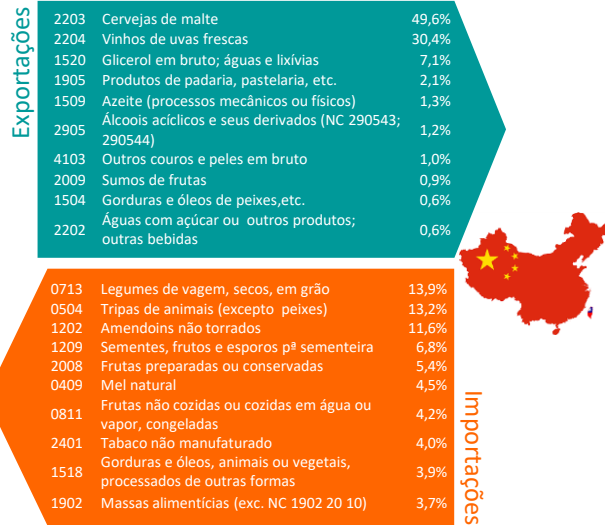 Exportações
2203 Cervejas de malte 49,6%
2204 Vinhos de uvas frescas 30,4%
1520 Glicerol em bruto; águas e lixívias 7,1%
1905 Produtos de padaria, pastelaria, etc. 2,1%
1509 Azeite (processos mecânicos ou físicos) 1,3%
2905 Álcoois acíclicos e seus derivados (NC 290543;
290544) 1,2%
4103 Outros couros e peles em bruto 1,0%
2009 Sumos de frutas 0,9%
1504 Gorduras e óleos de peixes,etc. 0,6%
2202 Águas com açúcar ou outros produtos;
outras bebidas 0,6%
0713 Legumes de vagem, secos, em grão 13,9%
0504 Tripas de animais (excepto peixes) 13,2%
1202 Amendoins não torrados 11,6%
1209 Sementes, frutos e esporos pª sementeira 6,8%
2008 Frutas preparadas ou conservadas 5,4%
0409 Mel natural 4,5%
0811 Frutas não cozidas ou cozidas em água ou
vapor, congeladas 4,2%
2401 Tabaco não manufaturado 4,0%
1518 Gorduras e óleos, animais ou vegetais,
processados de outras formas 3,9%
1902 Massas alimentícias (exc. NC 1902 20 10) 3,7%
Importações